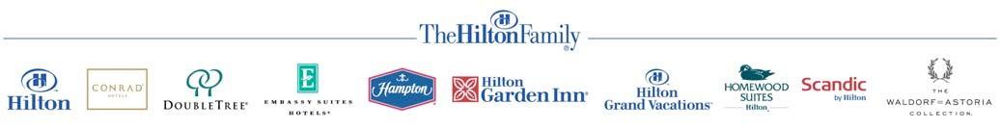 TheHiltonFamily®
Hilton
CONRAD®
HOTELS
DOUBLETREE®
E
EMBASSY SUITES
HOTELS®
Hampton®
Hilton
Garden Inn®
Hilton
Grand Vacations™
HOMEWOOD
SUITES
Hilton
Scandic
by Hilton
THE
WALDORF=ASTORIA
COLLECTION.